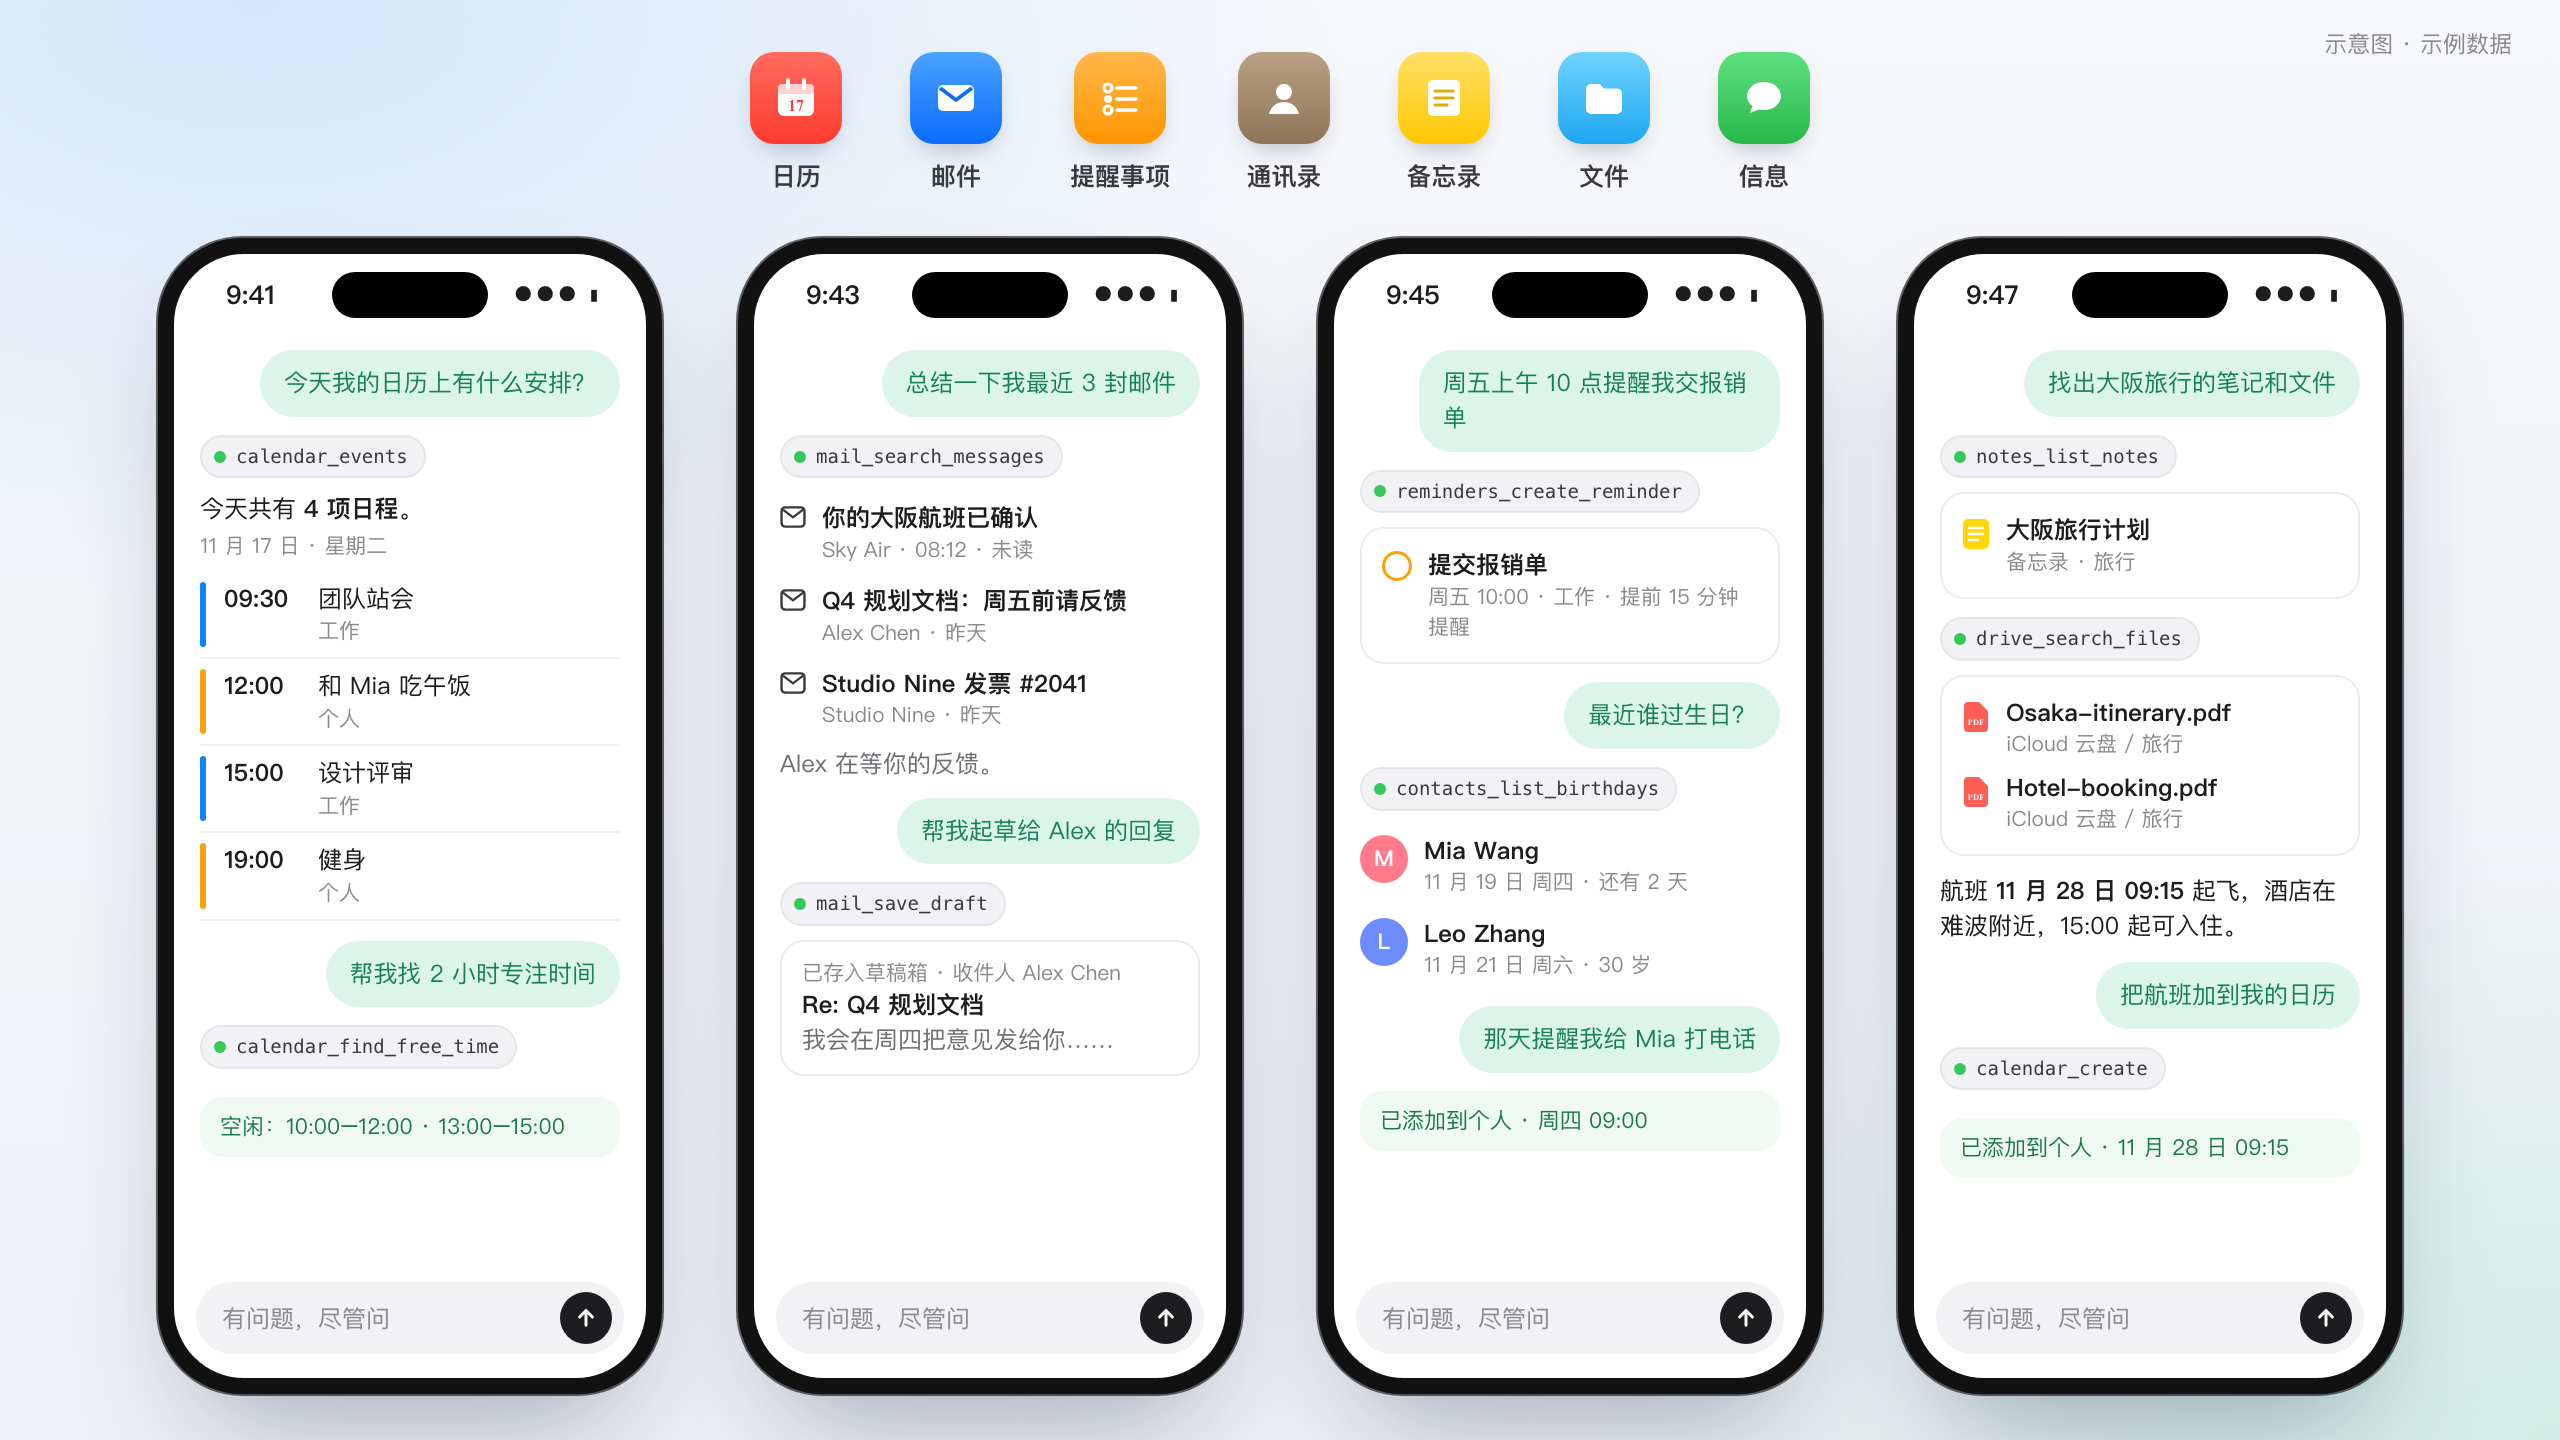 示意图 · 示例数据
17
日历
邮件
提醒事项
通讯录
备忘录
文件
信息
9:41
今天我的日历上有什么安排?
calendar_events
今天共有 4 项日程。
11 月 17 日 · 星期二
09:30 团队站会
工作
12:00 和 Mia 吃午饭
个人
15:00 设计评审
工作
19:00 健身
个人
帮我找 2 小时专注时间
calendar_find_free_time
空闲：10:00–12:00 · 13:00–15:00
有问题，尽管问
9:43
总结一下我最近 3 封邮件
mail_search_messages
你的大阪航班已确认
Sky Air · 08:12 · 未读
Q4 规划文档：周五前请反馈
Alex Chen · 昨天
Studio Nine 发票 #2041
Studio Nine · 昨天
Alex 在等你的反馈。
帮我起草给 Alex 的回复
mail_save_draft
已存入草稿箱 · 收件人 Alex Chen
Re: Q4 规划文档
我会在周四把意见发给你……
有问题，尽管问
9:45
周五上午 10 点提醒我交报销
单
reminders_create_reminder
提交报销单
周五 10:00 · 工作 · 提前 15 分钟
提醒
最近谁过生日?
contacts_list_birthdays
M
Mia Wang
11 月 19 日 周四 · 还有 2 天
L
Leo Zhang
11 月 21 日 周六 · 30 岁
那天提醒我给 Mia 打电话
已添加到个人 · 周四 09:00
有问题，尽管问
9:47
找出大阪旅行的笔记和文件
notes_list_notes
大阪旅行计划
备忘录 · 旅行
drive_search_files
PDF
Osaka-itinerary.pdf
iCloud 云盘 / 旅行
PDF
Hotel-booking.pdf
iCloud 云盘 / 旅行
航班 11 月 28 日 09:15 起飞，酒店在
难波附近，15:00 起可入住。
把航班加到我的日历
calendar_create
已添加到个人 · 11 月 28 日 09:15
有问题，尽管问